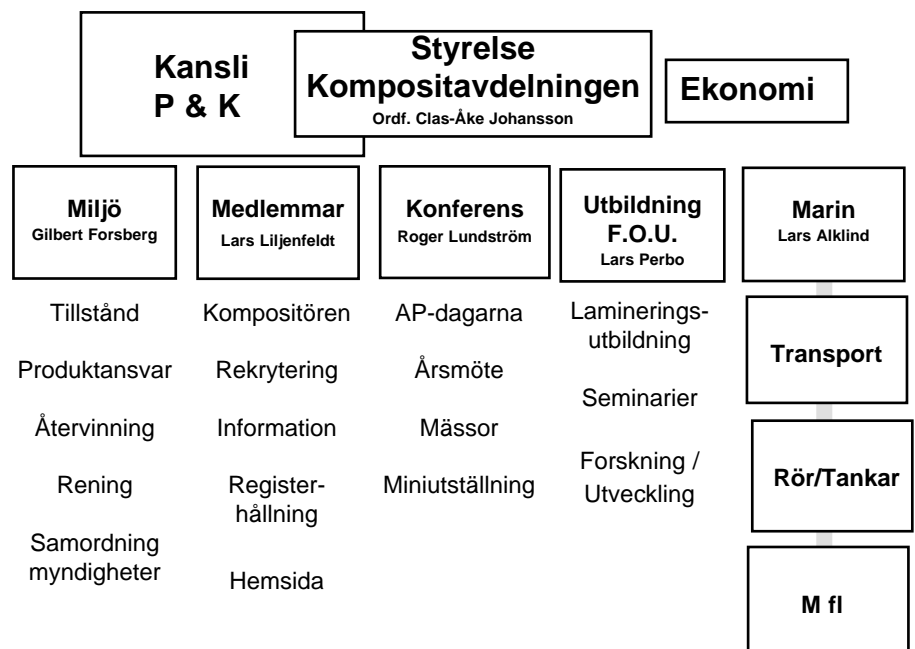 Kansli
P & K
Styrelse
Kompositavdelningen
Ordf. Clas-Åke Johansson
Ekonomi
Miljö
Gilbert Forsberg
Tillstånd
Produktansvar
Återvinning
Rening
Samordning
myndigheter
Medlemmar
Lars Liljenfeldt
Kompositören
Rekrytering
Information
Register-
hållning
Hemsida
Konferens
Roger Lundström
AP-dagarna
Årsmöte
Mässor
Miniutställning
Utbildning
F.O.U.
Lars Perbo
Laminerings-
utbildning
Seminarier
Forskning /
Utveckling
Marin
Lars Alklind
Transport
Rör/Tankar
M fl